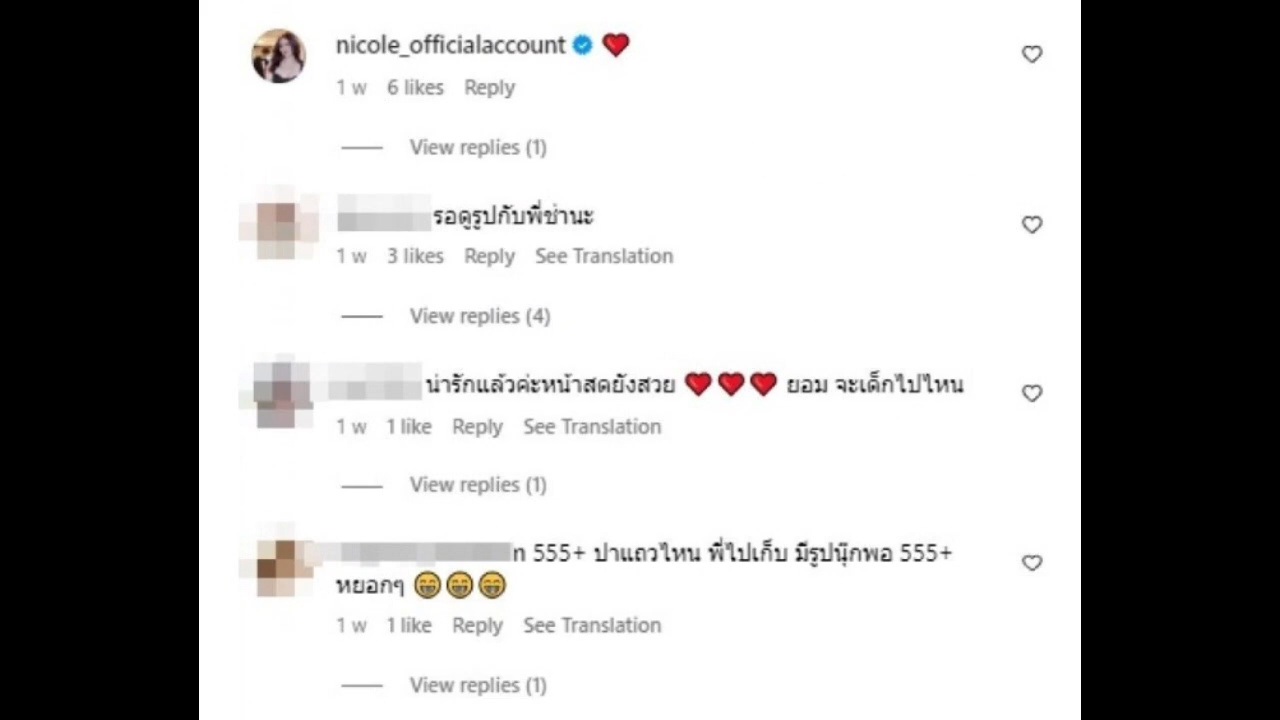 nicole_officialaccount ❤️
1 w 6 likes Reply
View replies (1)
รอดูรูปกับพี่ช่านะ
1 w 3 likes Reply See Translation
View replies (4)
น่ารักแล้วค่ะหน้าสดยังสวย ❤️❤️❤️ ยอม จะเด็กไปไหน
1 w 1 like Reply See Translation
View replies (1)
555+ ปาแถวไหน พี่ไปเก็บ มีรูปนุ๊กพอ 555+
หยอกๆ 😁😁😁
1 w 1 like Reply See Translation
View replies (1)